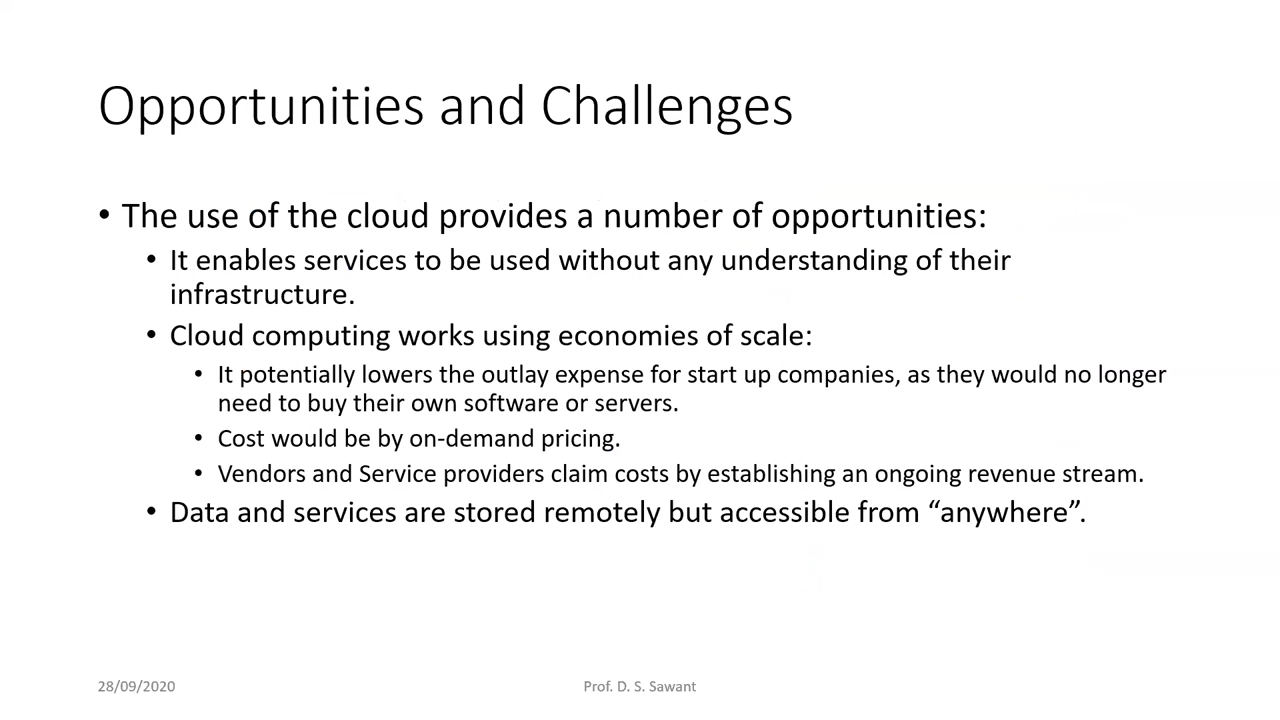 Opportunities and Challenges
• The use of the cloud provides a number of opportunities:
• It enables services to be used without any understanding of their
infrastructure.
• Cloud computing works using economies of scale:
• It potentially lowers the outlay expense for start up companies, as they would no longer
need to buy their own software or servers.
• Cost would be by on-demand pricing.
• Vendors and Service providers claim costs by establishing an ongoing revenue stream.
• Data and services are stored remotely but accessible from “anywhere”.
28/09/2020
Prof. D. S. Sawant